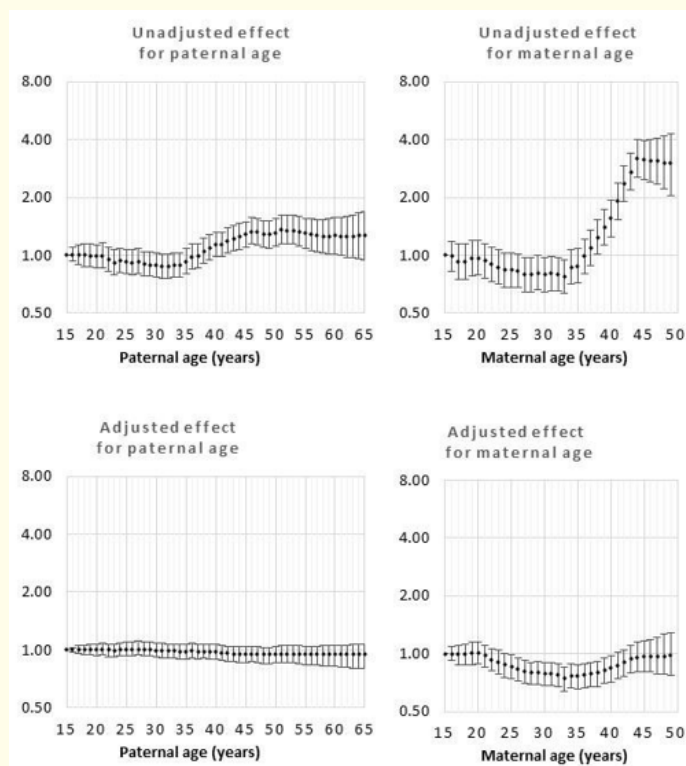 Unadjusted effect
for paternal age
8.00
4.00
2.00
1.00
0.50
15 20 25 30 35 40 45 50 55 60 65
Paternal age (years)
Unadjusted effect
for maternal age
8.00
4.00
2.00
1.00
0.50
15 20 25 30 35 40 45 50
Maternal age (years)
Adjusted effect
for paternal age
8.00
4.00
2.00
1.00
0.50
15 20 25 30 35 40 45 50 55 60 65
Paternal age (years)
Adjusted effect
for maternal age
8.00
4.00
2.00
1.00
0.50
15 20 25 30 35 40 45 50
Maternal age (years)